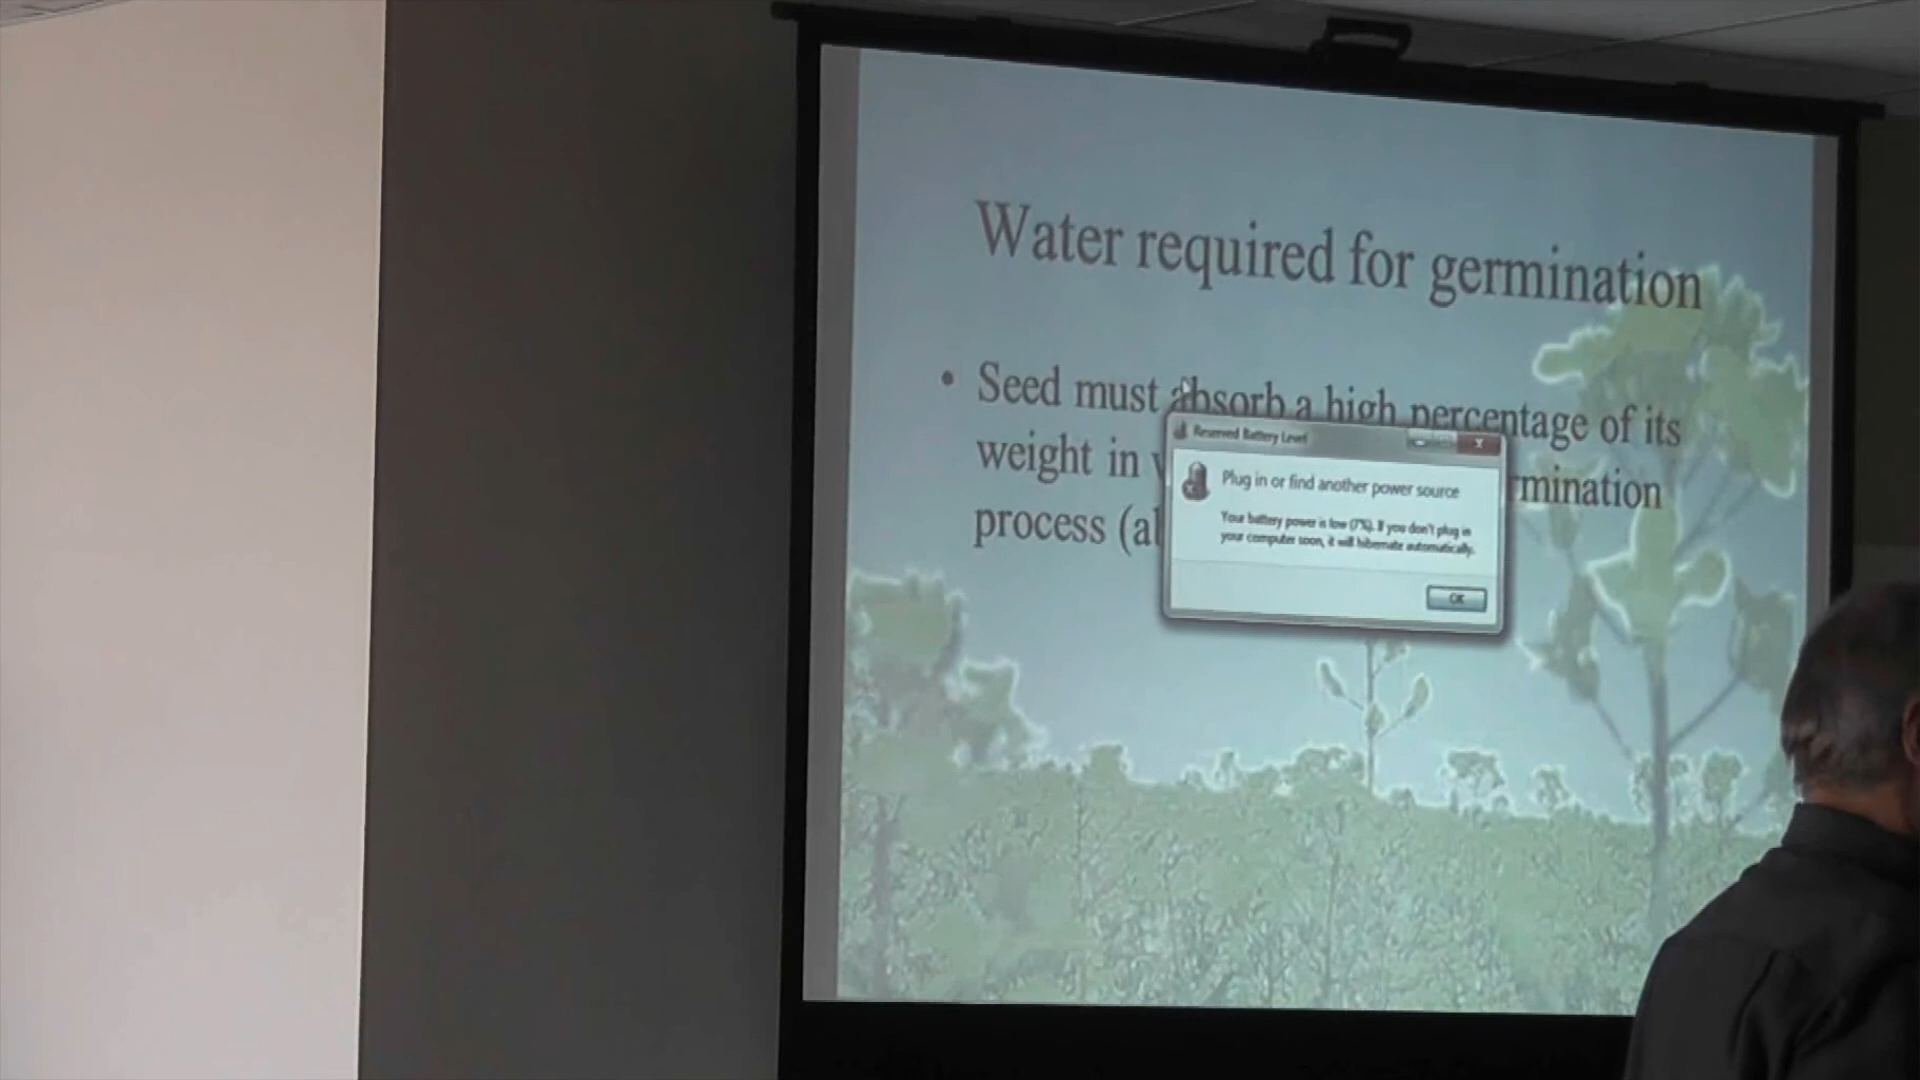 Water required for germination
• Seed must absorb a high percentage of its
weight in
rmination
process (al
Reserved Battery Level
Plug in or find another power source
Your battery power is low (7%). If you don't plug in
your computer soon, it will hibernate automatically.
OK